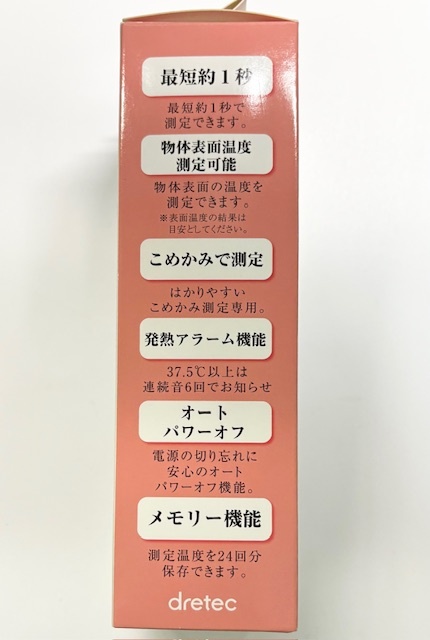 最短約1秒
最短約1秒で
測定できます。
物体表面温度
測定可能
物体表面の温度を
測定できます。
※表面温度の結果は
目安としてください。
こめかみで測定
はかりやすい
こめかみ測定専用。
発熱アラーム機能
37.5℃以上は
連続音6回でお知らせ
オート
パワーオフ
電源の切り忘れに
安心のオート
パワーオフ機能。
メモリー機能
測定温度を24回分
保存できます。
dretec